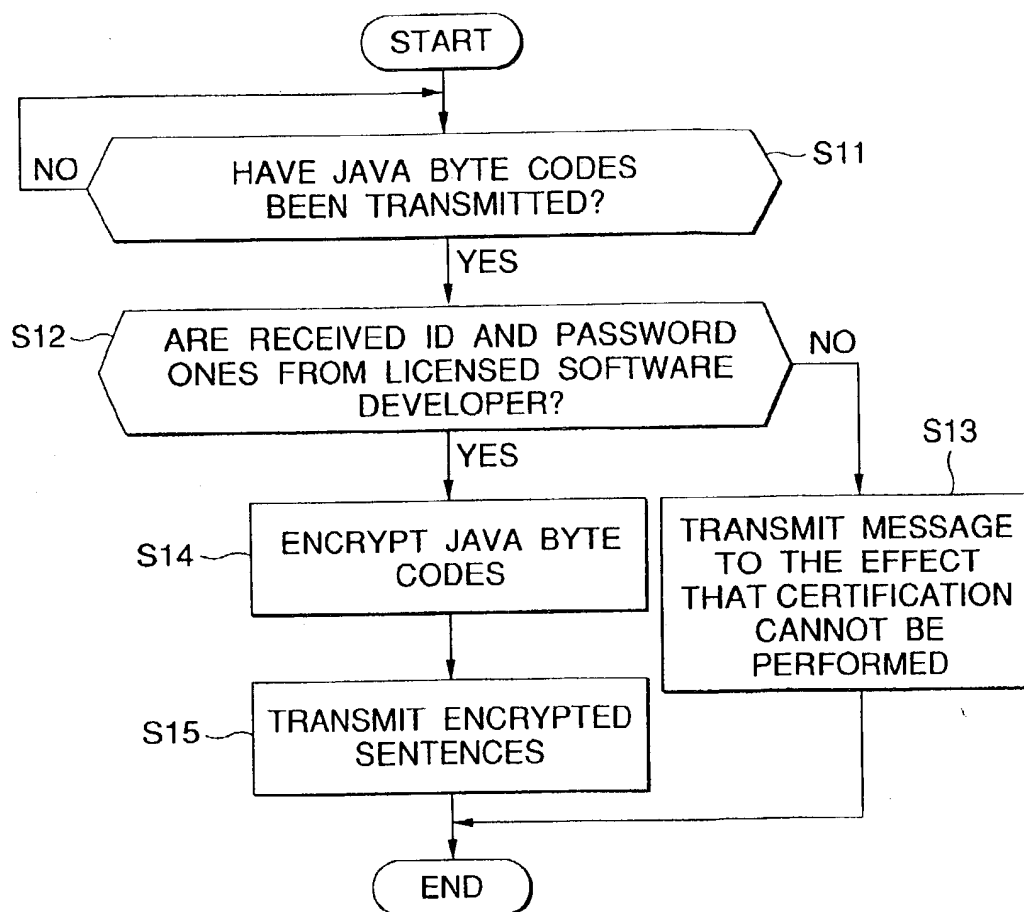 START
NO
HAVE JAVA BYTE CODES
BEEN TRANSMITTED?
S11
YES
S12
ARE RECEIVED ID AND PASSWORD
ONES FROM LICENSED SOFTWARE
DEVELOPER?
NO
YES
S13
S14
ENCRYPT JAVA BYTE
CODES
TRANSMIT MESSAGE
TO THE EFFECT
THAT CERTIFICATION
CANNOT BE
PERFORMED
S15
TRANSMIT ENCRYPTED
SENTENCES
END